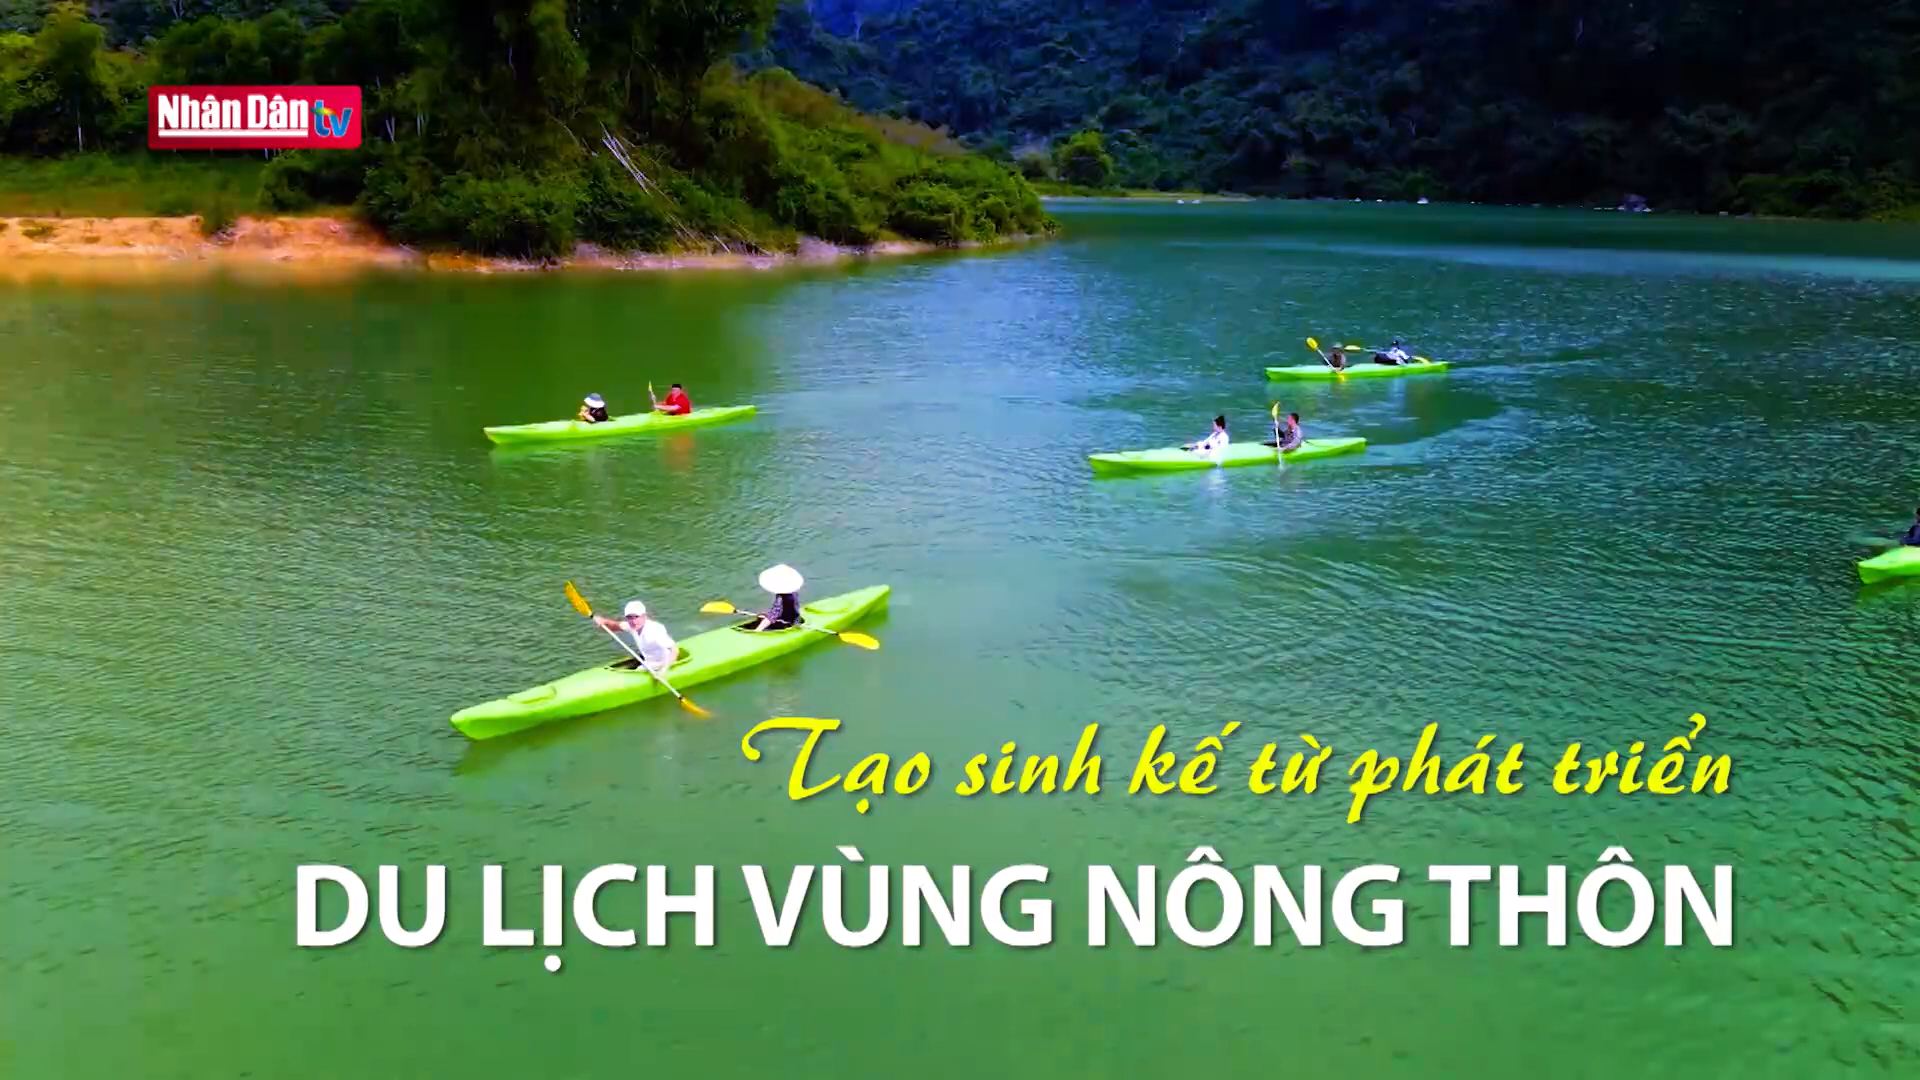 Nhân Dân tv
Tạo sinh kế từ phát triển
DU LỊCH VÙNG NÔNG THÔN